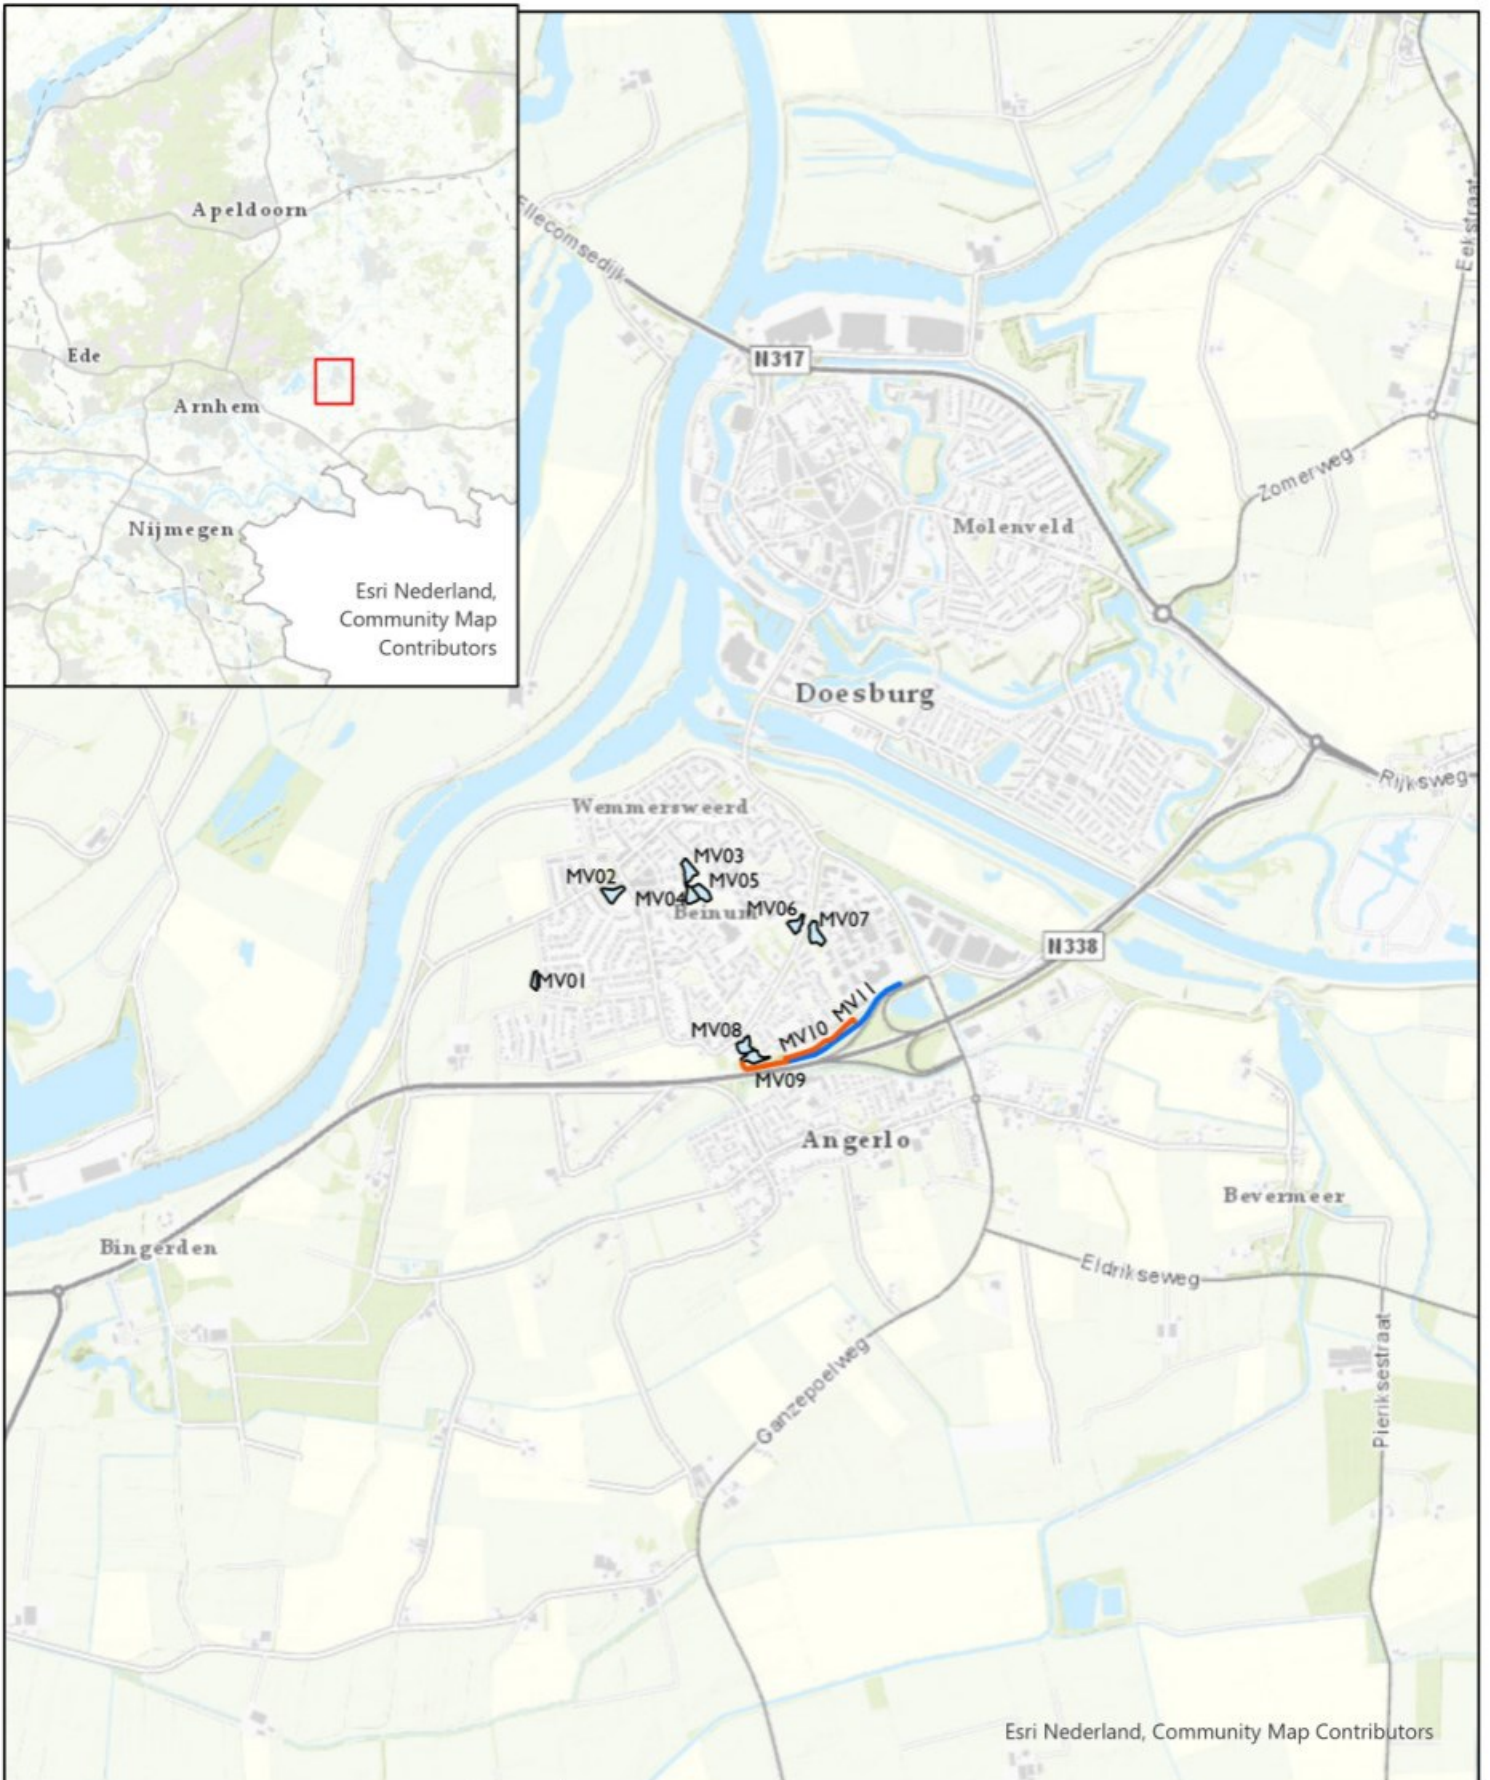 Apeldoorn
Ede
Arnhem
Nijmegen
Esri Nederland,
Community Map
Contributors
Ellecomsedijk
Eekstraat
N317
Zomerweg
Molenveld
Doesburg
Rijksweg
Wemmersweerd
MV03
MV02
MV05
MV04
Beinum
MV06
MV07
N338
MV01
MV11
MV08
MV10
MV09
Angerlo
Bevermeer
Bingerden
Eldrikseweg
Ganzepoelweg
Pieriksestraat
Esri Nederland, Community Map Contributors